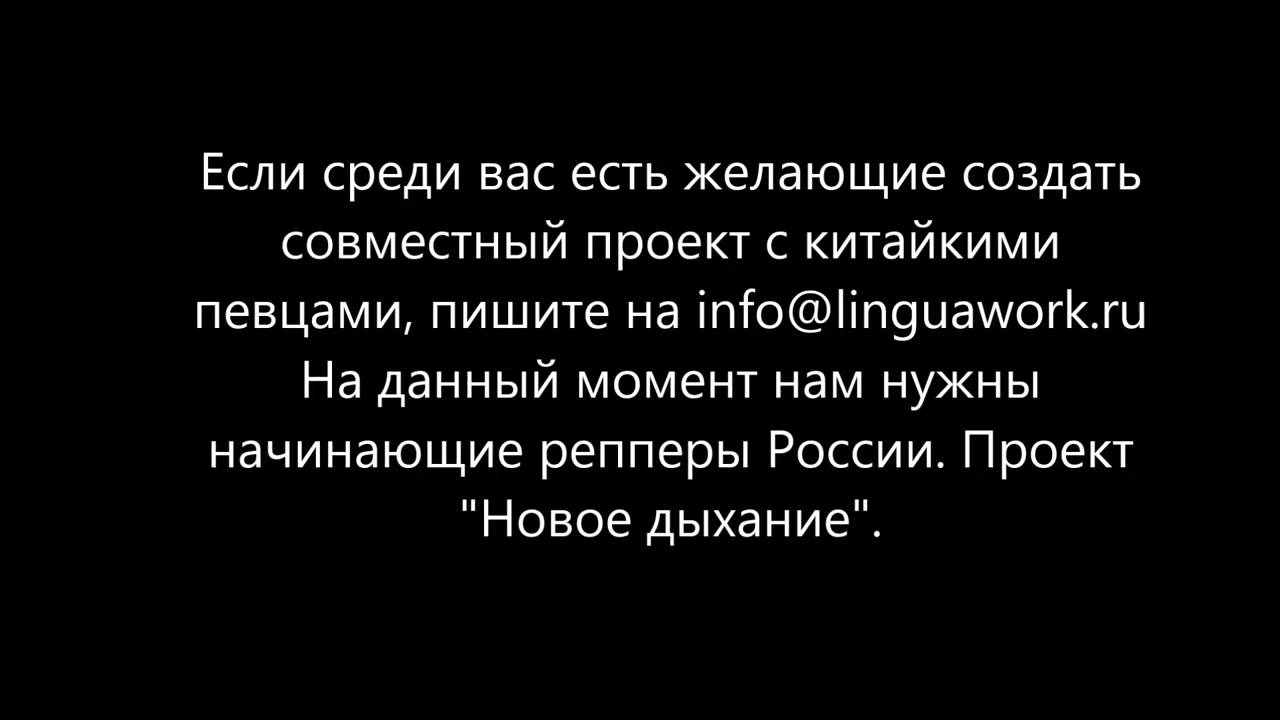 Если среди вас есть желающие создать
совместный проект с китайкими
певцами, пишите на info@linguawork.ru
На данный момент нам нужны
начинающие репперы России. Проект
"Новое дыхание".